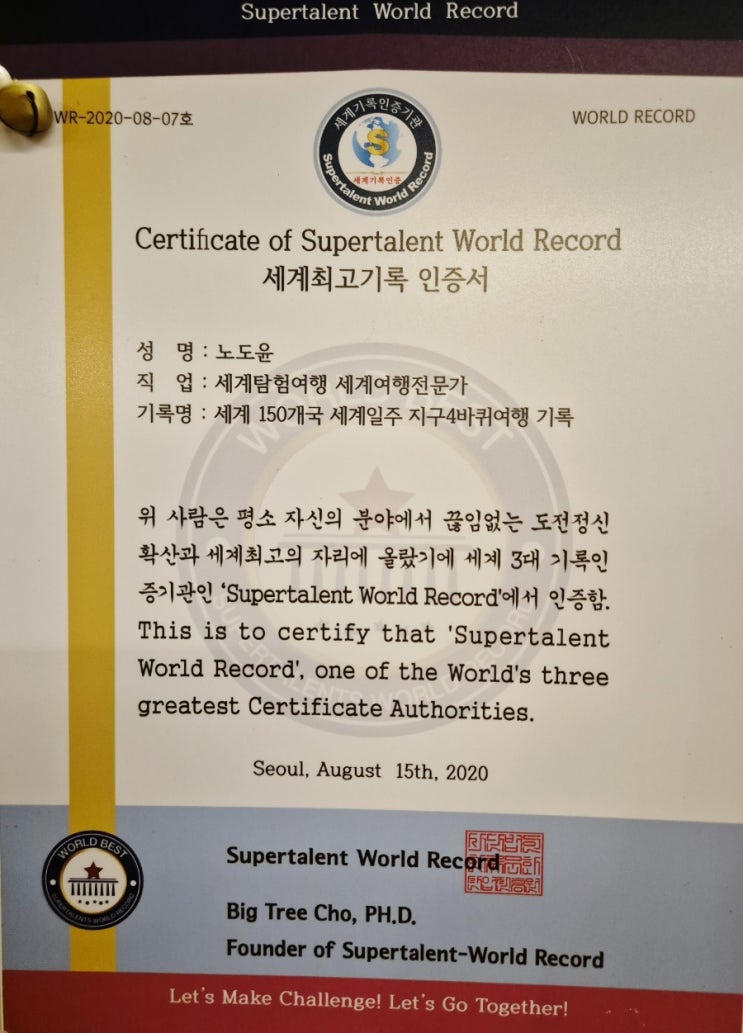 Supertalent World Record
WR-2020-08-07호
WORLD RECORD
세계기록인증기관
S
세계기록인증
Supertalent World Record
Certificate of Supertalent World Record
세계최고기록 인증서
성 명 : 노도윤
직 업 : 세계탐험여행 세계여행전문가
기록명 : 세계 150개국 세계일주 지구4바퀴여행 기록
WORLD BEST
위 사람은 평소 자신의 분야에서 끊임없는 도전정신
확산과 세계최고의 자리에 올랐기에 세계 3대 기록인
증기관인 'Supertalent World Record'에서 인증함.
This is to certify that 'Supertalent
World Record', one of the World's three
greatest Certificate Authorities.
SUPERTALENTS WORLD RECORD
Seoul, August 15th, 2020
WORLD BEST
SUPERTALENTS WORLD RECORD
Supertalent World Record
Big Tree Cho, PH.D.
Founder of Supertalent-World Record
Let's Make Challenge! Let's Go Together!